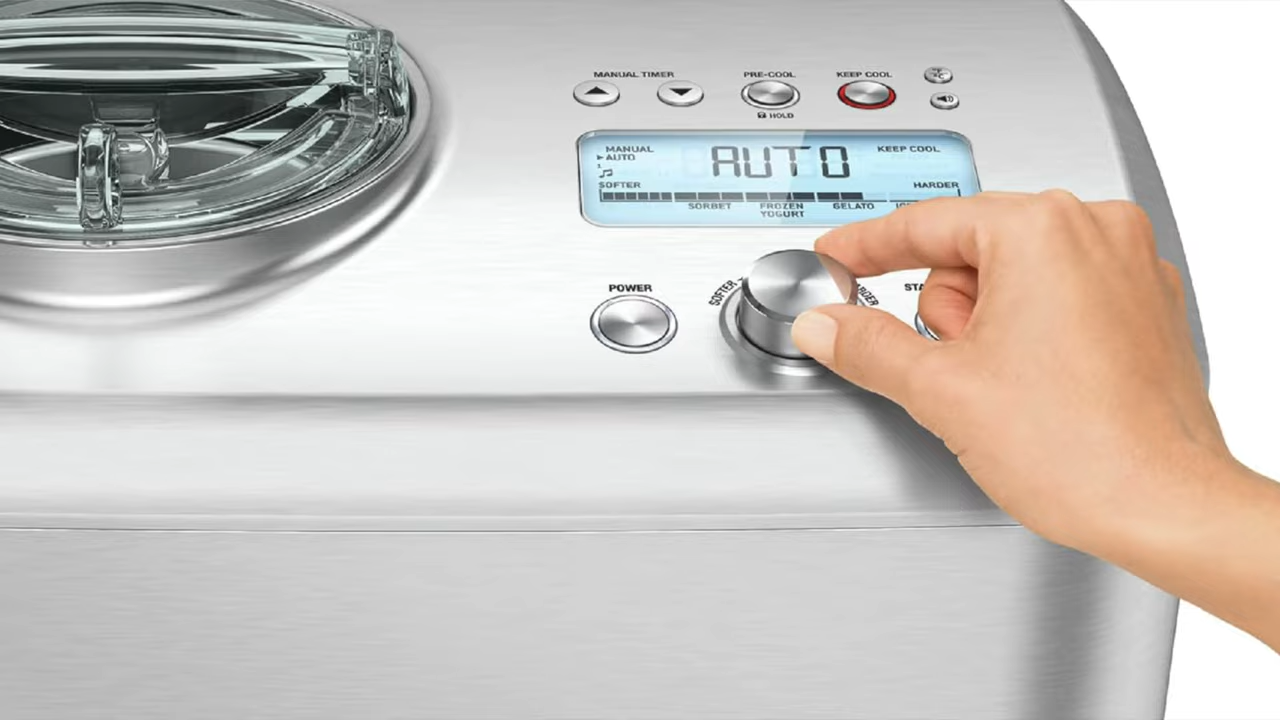 MANUAL TIMER
PRE-COOL
KEEP COOL
HOLD
MANUAL
AUTO
AUTO
KEEP COOL
SOFTER
HARDER
SORBET
FROZEN
YOGURT
GELATO
POWER
SOFTER